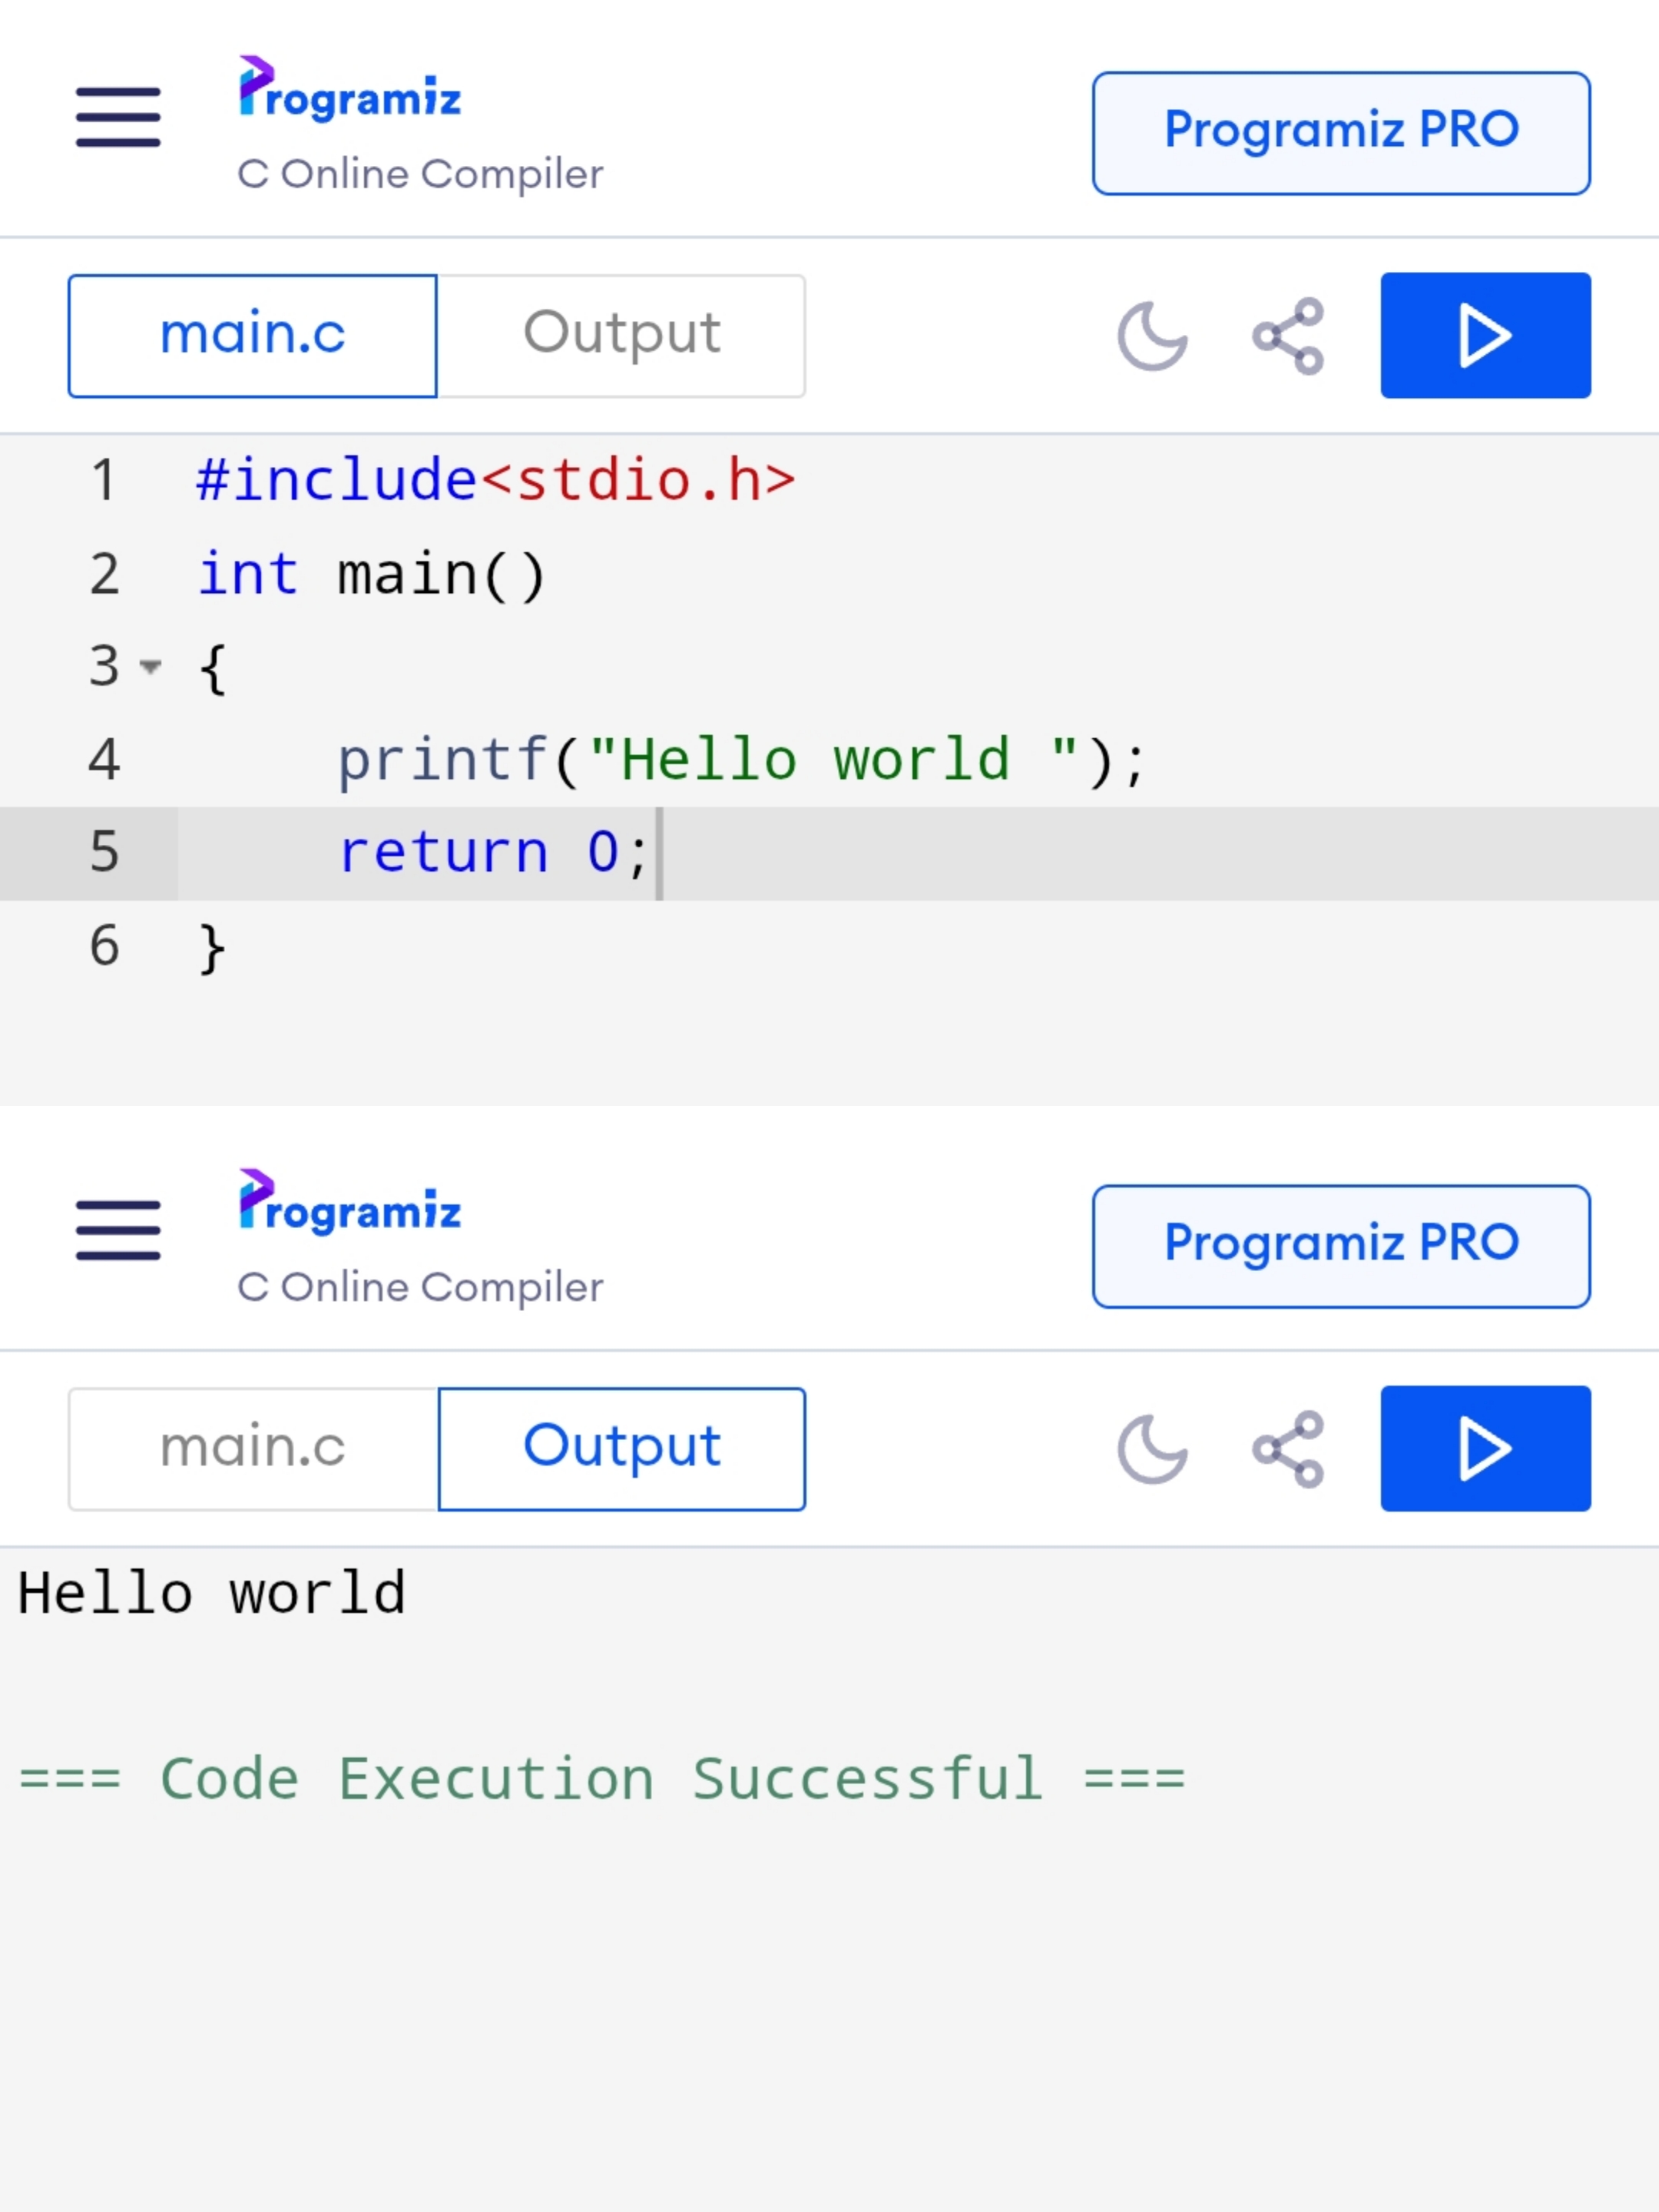 Programiz
C Online Compiler
Programiz PRO
main.c
Output
1 #include<stdio.h>
2 int main()
3 {
4     printf("Hello world ");
5     return 0;
6 }
Programiz
C Online Compiler
Programiz PRO
main.c
Output
Hello world
=== Code Execution Successful ===